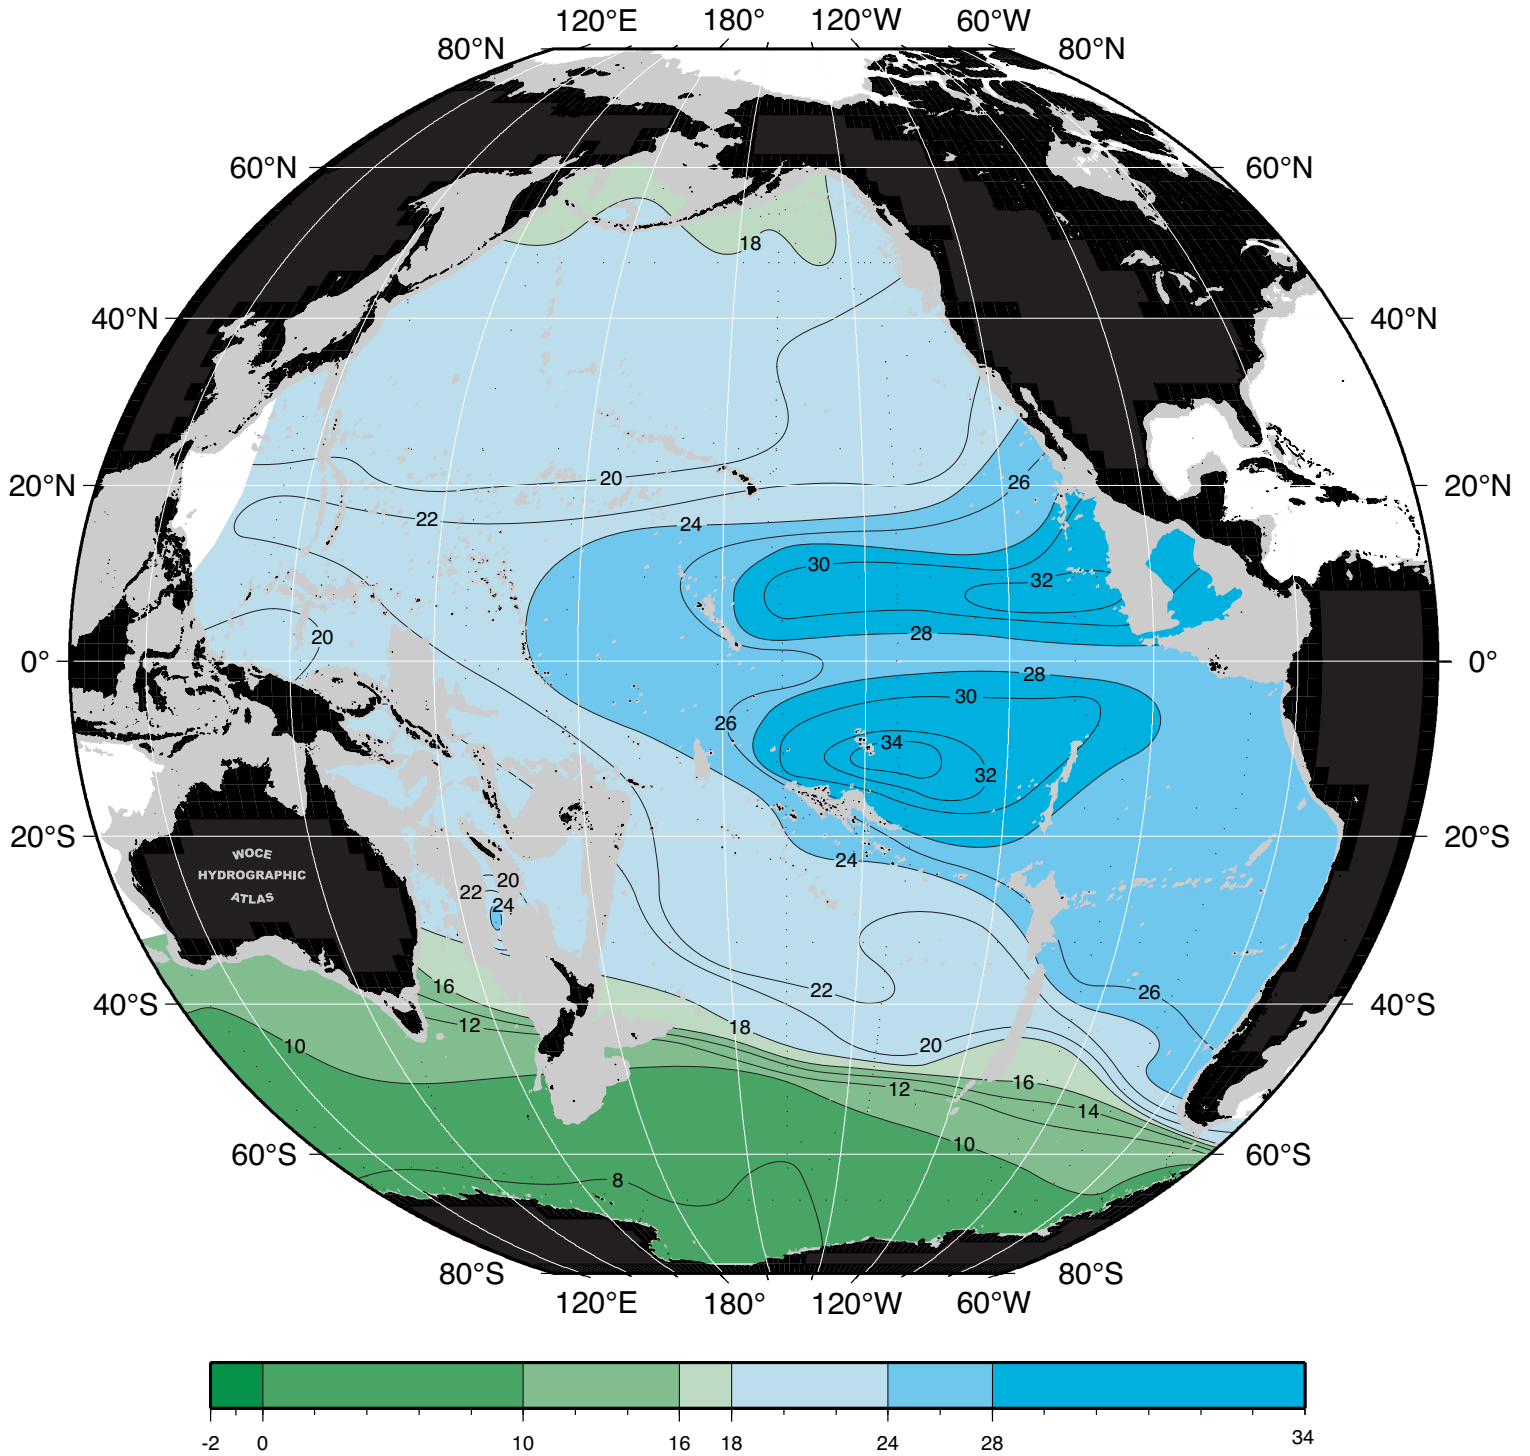 120°E 180° 120°W 60°W
80°N 80°N
60°N 60°N
18
40°N 40°N
20°N 20 26 20°N
22 24
30 32
20 28
0° 0°
28
30
26
34
32
20°S 20°S
WOCE 24
HYDROGRAPHIC 20
ATLAS 22 24
16 22 26
40°S 40°S
12 18
10 20
16
12 14
10
60°S 60°S
8
80°S 80°S
120°E 180° 120°W 60°W
-2 0 10 16 18 24 28 34